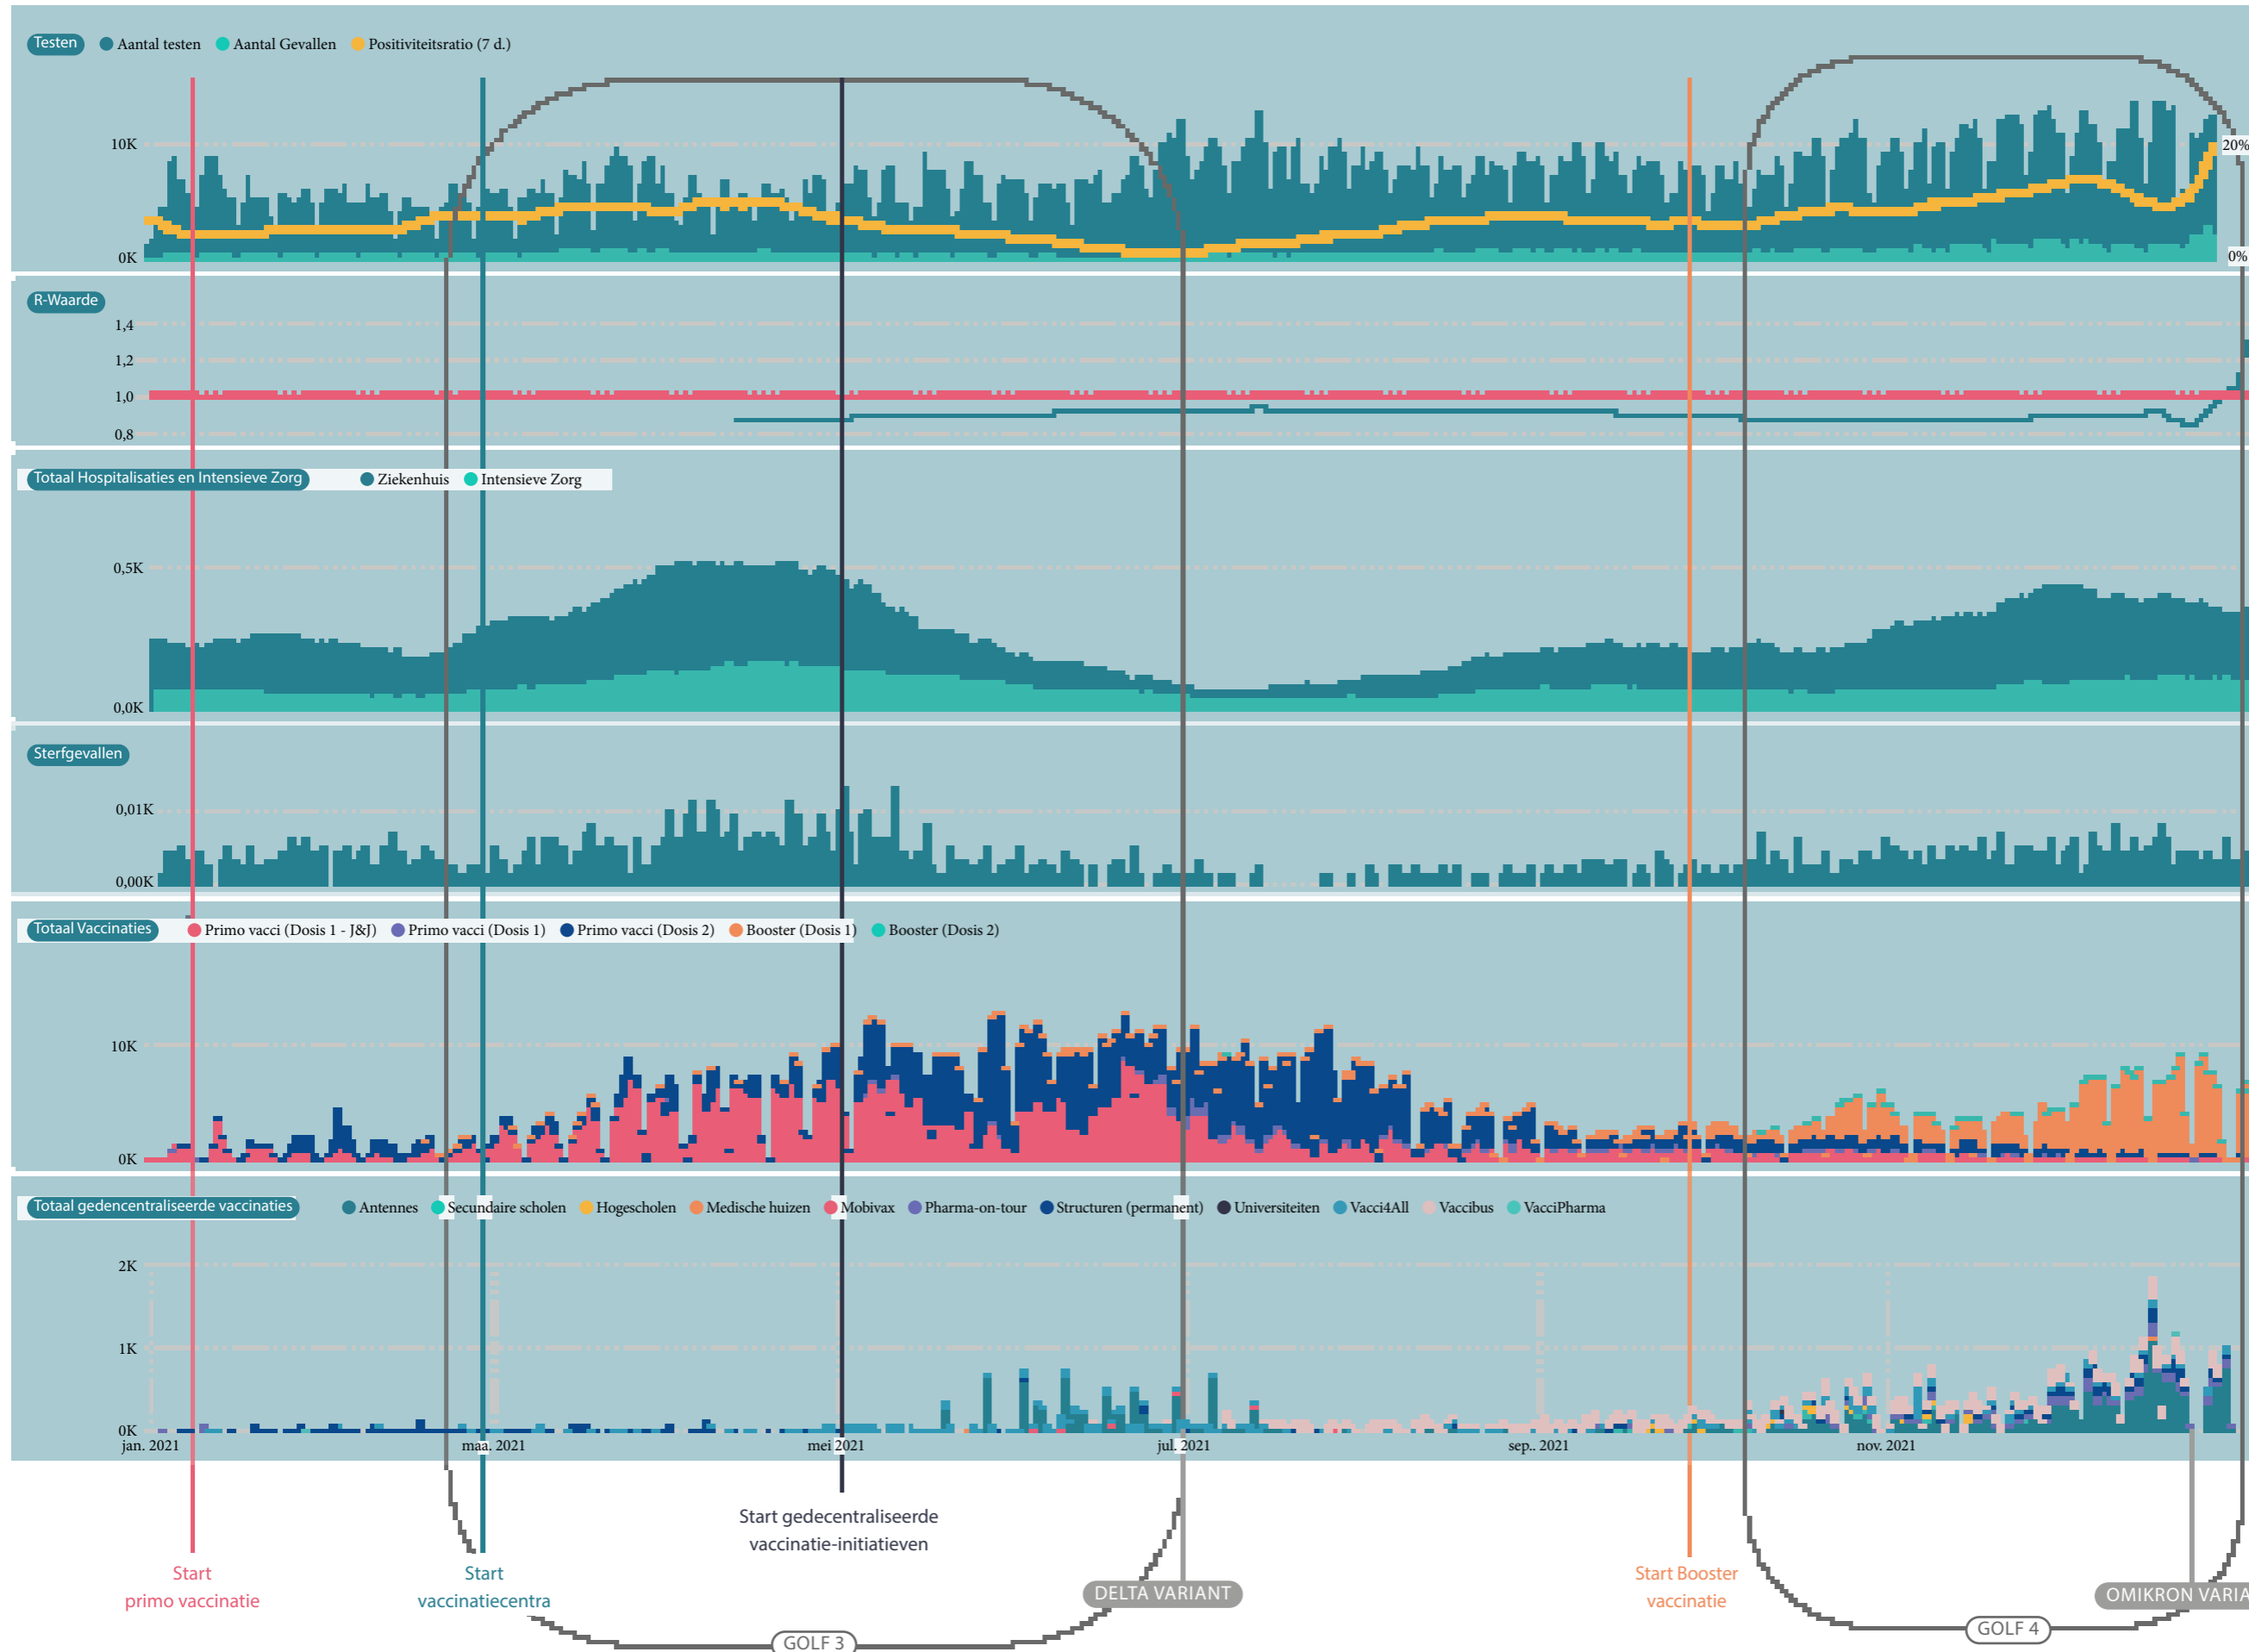 Testen Aantal testen Aantal Gevallen Positiviteitsratio (7 d.)
10K
20%
0K
0%
R-Waarde
1,4
1,2
1,0
0,8
Totaal Hospitalisaties en Intensieve Zorg Ziekenhuis Intensieve Zorg
0,5K
0,0K
Sterfgevallen
0,01K
0,00K
Totaal Vaccinaties Primo vacci (Dosis 1 - J&J) Primo vacci (Dosis 1) Primo vacci (Dosis 2) Booster (Dosis 1) Booster (Dosis 2)
10K
0K
Totaal gedencentraliseerde vaccinaties Antennes Secundaire scholen Hogescholen Medische huizen Mobivax Pharma-on-tour Structuren (permanent) Universiteiten Vacci4All Vaccibus VacciPharma
2K
1K
0K
jan. 2021 maa. 2021 mei 2021 jul. 2021 sep.. 2021 nov. 2021
Start gedecentraliseerde
vaccinatie-initiatieven
Start
primo vaccinatie
Start
vaccinatiecentra
DELTA VARIANT
Start Booster
vaccinatie
OMIKRON VARIA
GOLF 3
GOLF 4